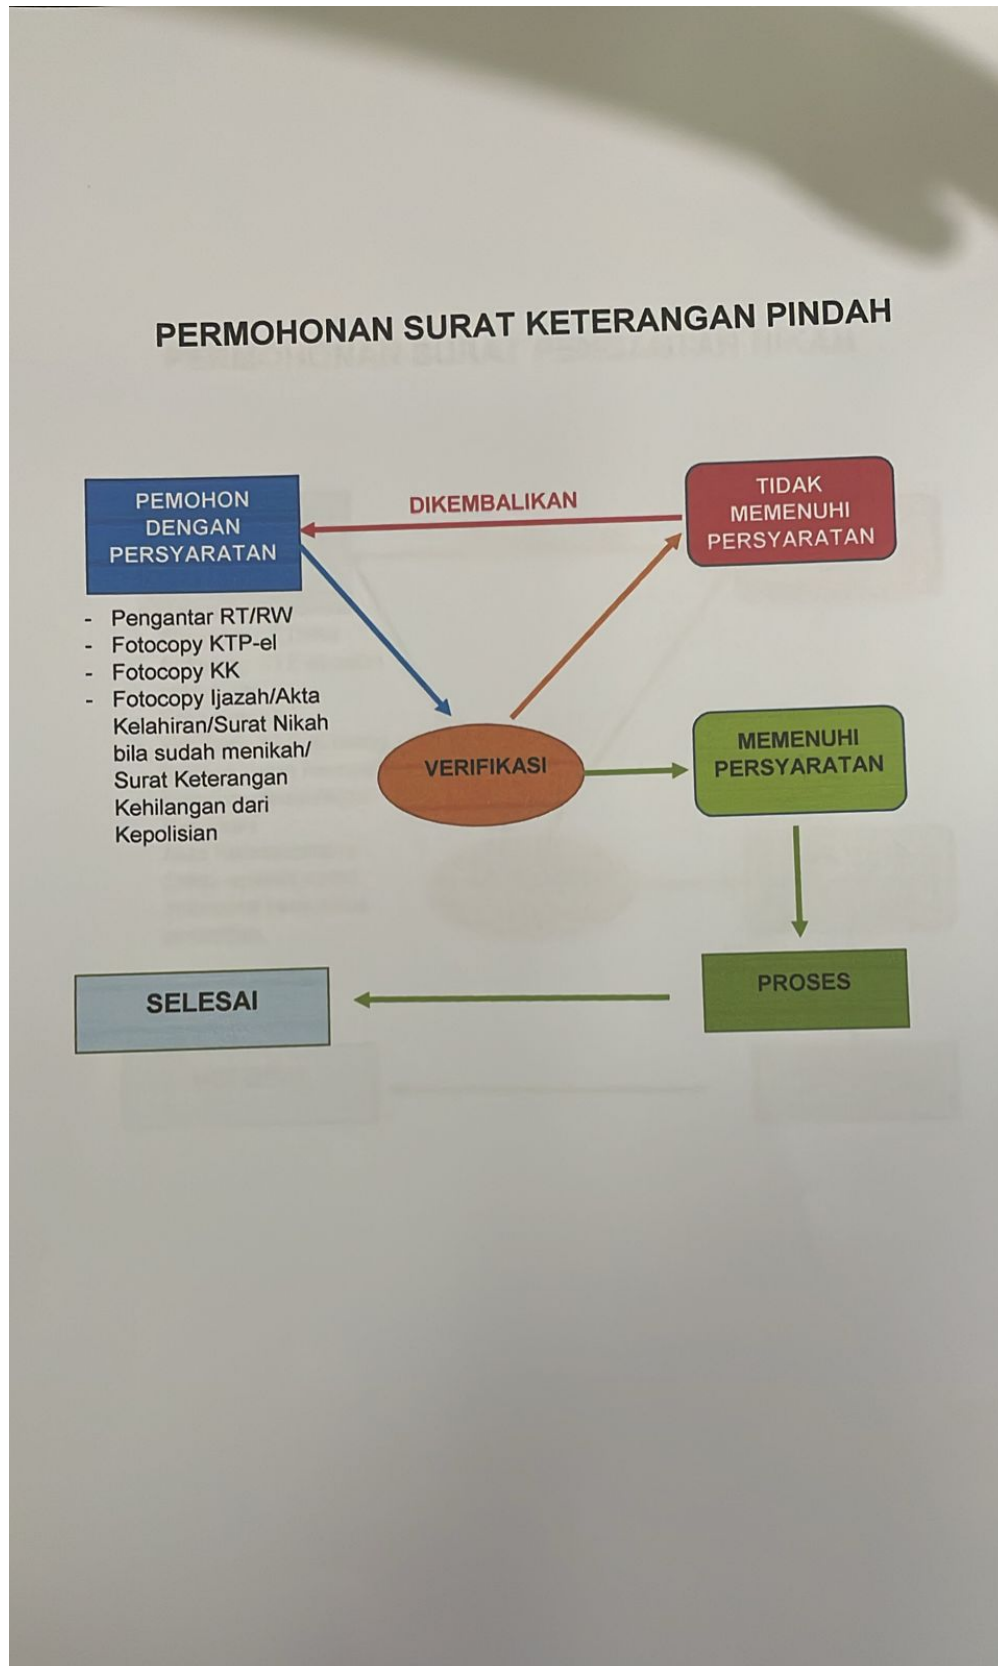 PERMOHONAN SURAT KETERANGAN PINDAH
PEMOHON
DENGAN
PERSYARATAN
DIKEMBALIKAN
TIDAK
MEMENUHI
PERSYARATAN
- Pengantar RT/RW
- Fotocopy KTP-el
- Fotocopy KK
- Fotocopy Ijazah/Akta
Kelahiran/Surat Nikah
bila sudah menikah/
Surat Keterangan
Kehilangan dari
Kepolisian
VERIFIKASI
MEMENUHI
PERSYARATAN
PROSES
SELESAI